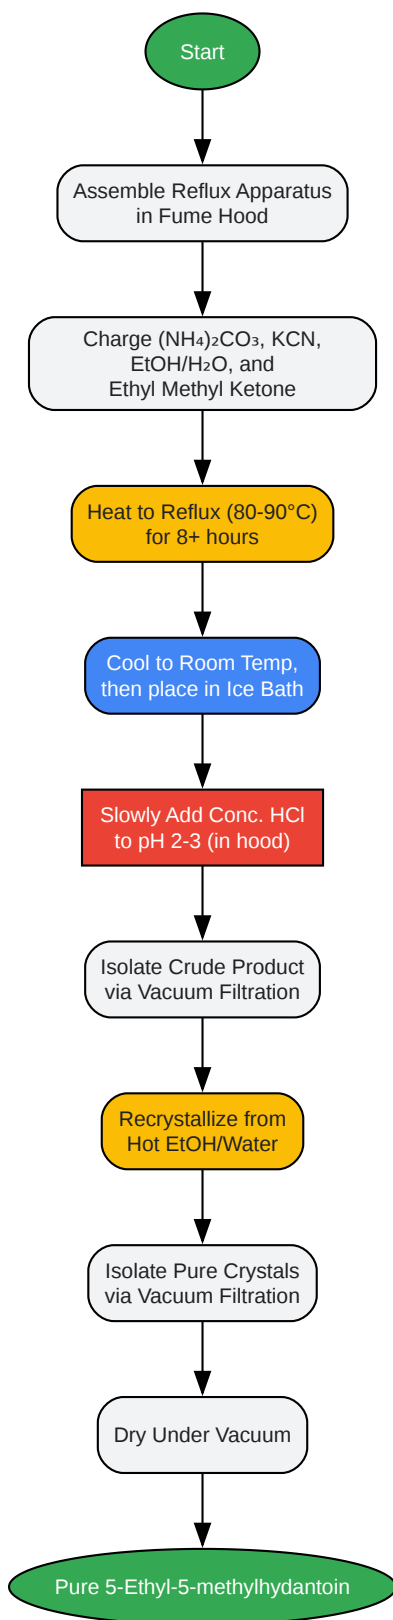 Start
Assemble Reflux Apparatus
in Fume Hood
Charge (NH₄)₂CO₃, KCN,
EtOH/H₂O, and
Ethyl Methyl Ketone
Heat to Reflux (80-90°C)
for 8+ hours
Cool to Room Temp,
then place in Ice Bath
Slowly Add Conc. HCl
to pH 2-3 (in hood)
Isolate Crude Product
via Vacuum Filtration
Recrystallize from
Hot EtOH/Water
Isolate Pure Crystals
via Vacuum Filtration
Dry Under Vacuum
Pure 5-Ethyl-5-methylhydantoin